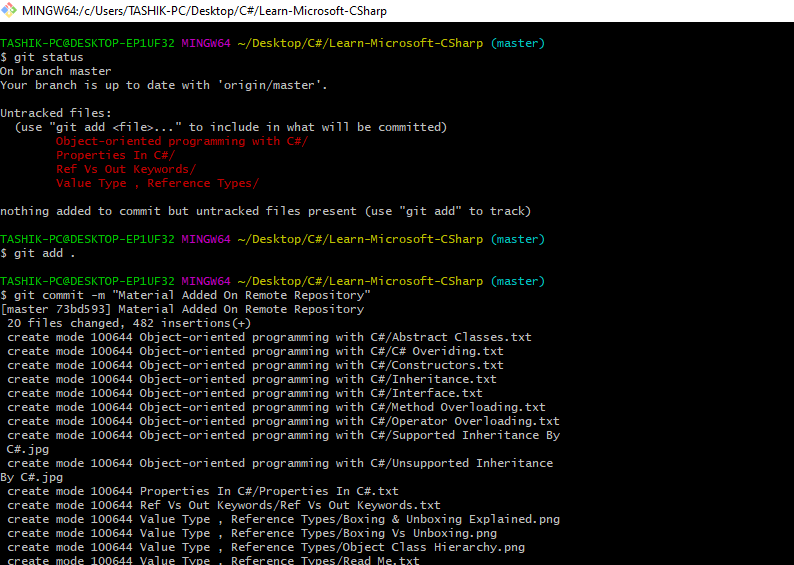 MINGW64:/c/Users/TASHIK-PC/Desktop/C#/Learn-Microsoft-CSharp
TASHIK-PC@DESKTOP-EP1UF32 MINGW64 ~/Desktop/C#/Learn-Microsoft-CSharp (master)
$ git status
On branch master
Your branch is up to date with 'origin/master'.
Untracked files:
(use "git add <file>..." to include in what will be committed)
Object-oriented programming with C#/
Properties In C#/
Ref Vs Out Keywords/
Value Type , Reference Types/
nothing added to commit but untracked files present (use "git add" to track)
TASHIK-PC@DESKTOP-EP1UF32 MINGW64 ~/Desktop/C#/Learn-Microsoft-CSharp (master)
$ git add .
TASHIK-PC@DESKTOP-EP1UF32 MINGW64 ~/Desktop/C#/Learn-Microsoft-CSharp (master)
$ git commit -m "Material Added On Remote Repository"
[master 73bd593] Material Added On Remote Repository
20 files changed, 482 insertions(+)
create mode 100644 Object-oriented programming with C#/Abstract Classes.txt
create mode 100644 Object-oriented programming with C#/C# Overiding.txt
create mode 100644 Object-oriented programming with C#/Constructors.txt
create mode 100644 Object-oriented programming with C#/Inheritance.txt
create mode 100644 Object-oriented programming with C#/Interface.txt
create mode 100644 Object-oriented programming with C#/Method Overloading.txt
create mode 100644 Object-oriented programming with C#/Operator Overloading.txt
create mode 100644 Object-oriented programming with C#/Supported Inheritance By
C#.jpg
create mode 100644 Object-oriented programming with C#/Unsupported Inheritance
By C#.jpg
create mode 100644 Properties In C#/Properties In C#.txt
create mode 100644 Ref Vs Out Keywords/Ref Vs Out Keywords.txt
create mode 100644 Value Type , Reference Types/Boxing & Unboxing Explained.png
create mode 100644 Value Type , Reference Types/Boxing Vs Unboxing.png
create mode 100644 Value Type , Reference Types/Object Class Hierarchy.png
create mode 100644 Value Type , Reference Types/Read Me.txt